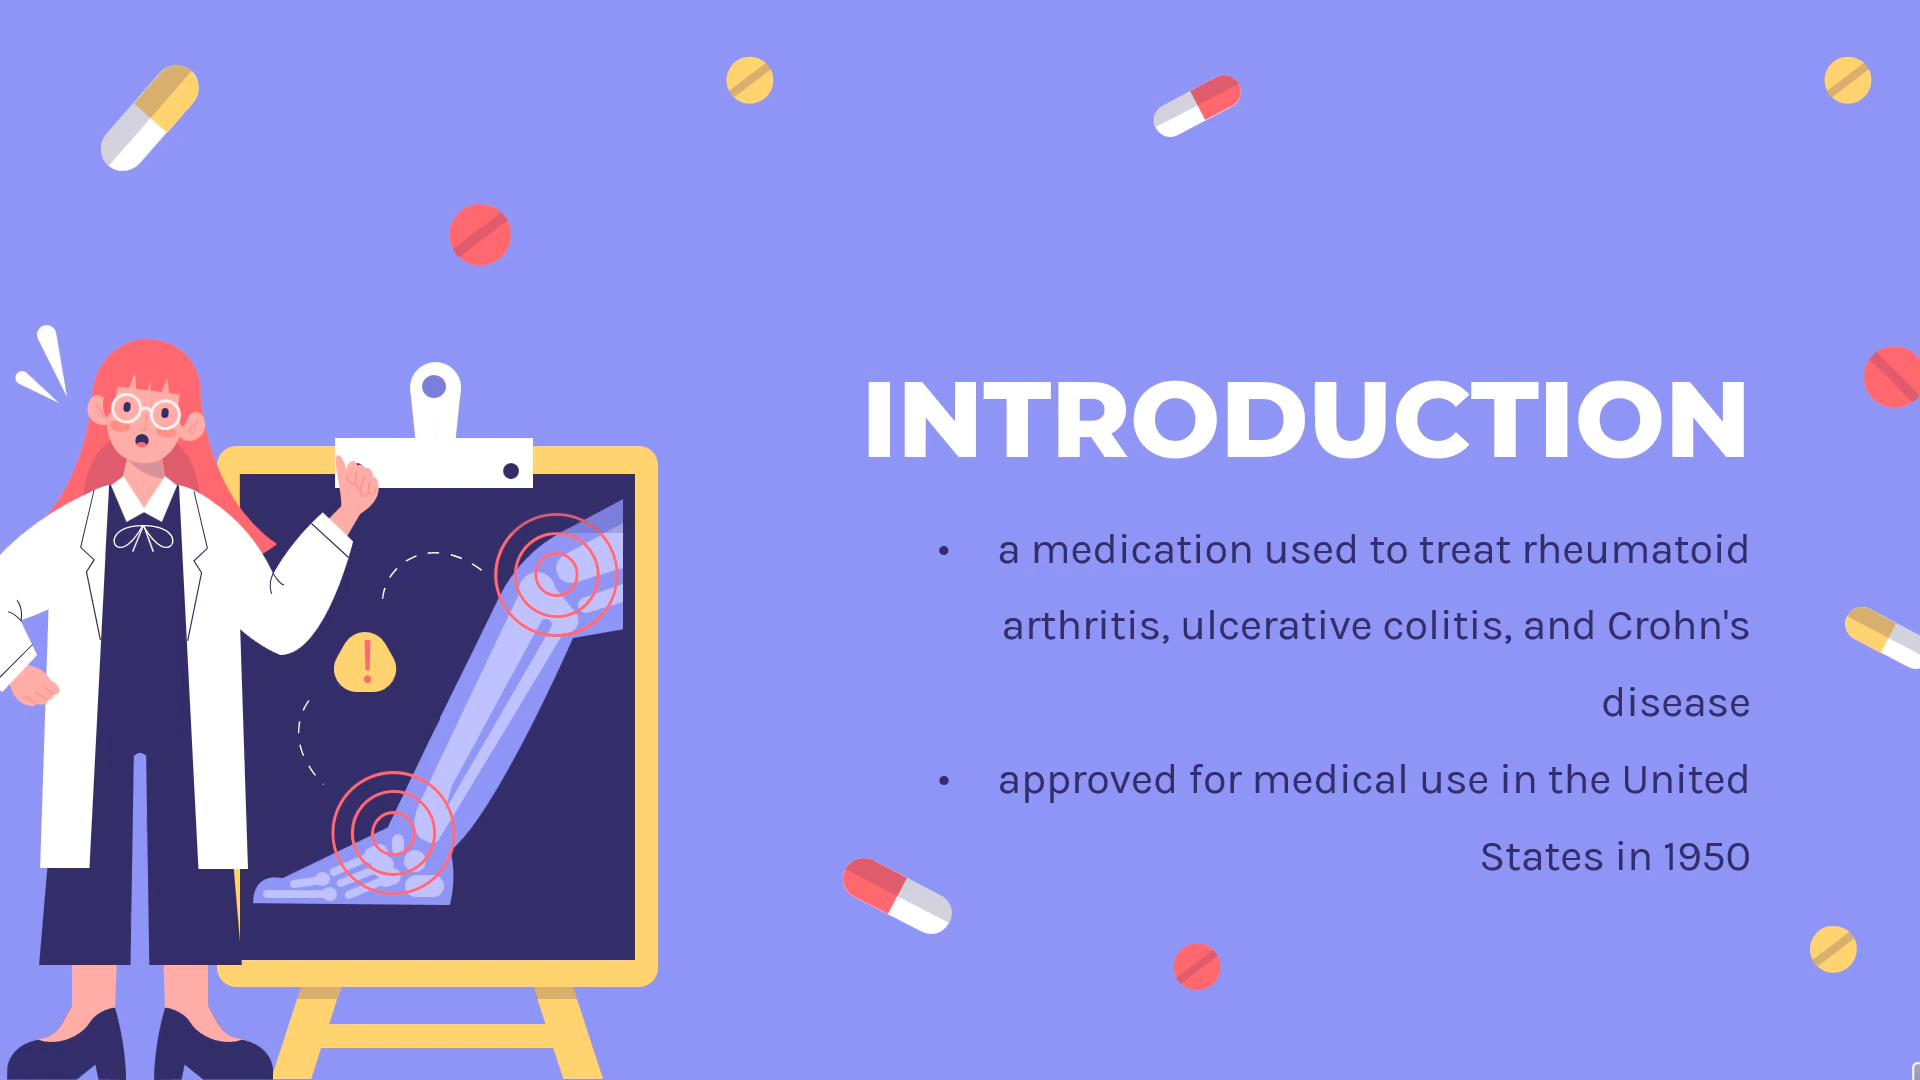 INTRODUCTION
• a medication used to treat rheumatoid
arthritis, ulcerative colitis, and Crohn's
disease
• approved for medical use in the United
States in 1950
!